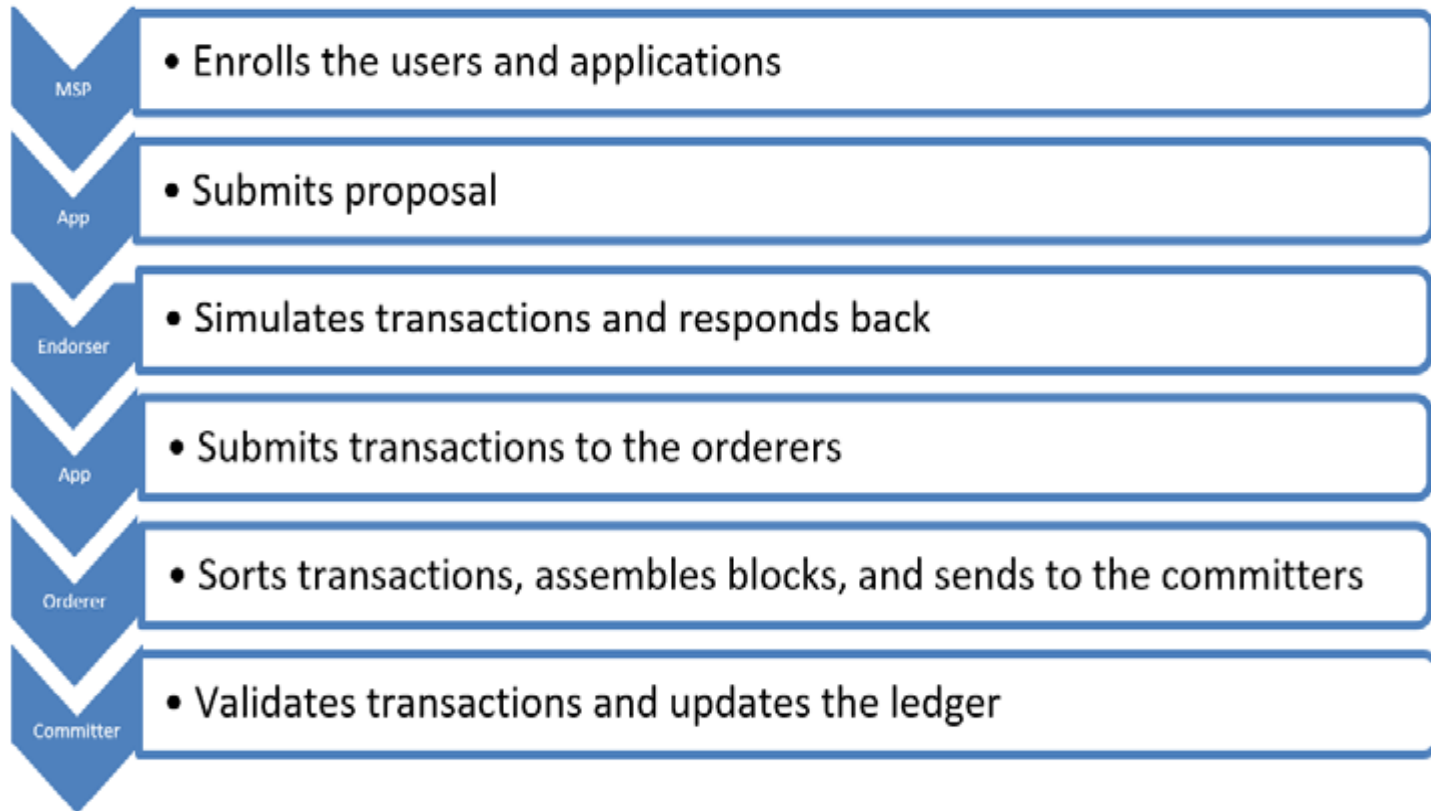 MSP
• Enrolls the users and applications
App
• Submits proposal
Endorser
• Simulates transactions and responds back
App
• Submits transactions to the orderers
Orderer
• Sorts transactions, assembles blocks, and sends to the committers
Committer
• Validates transactions and updates the ledger